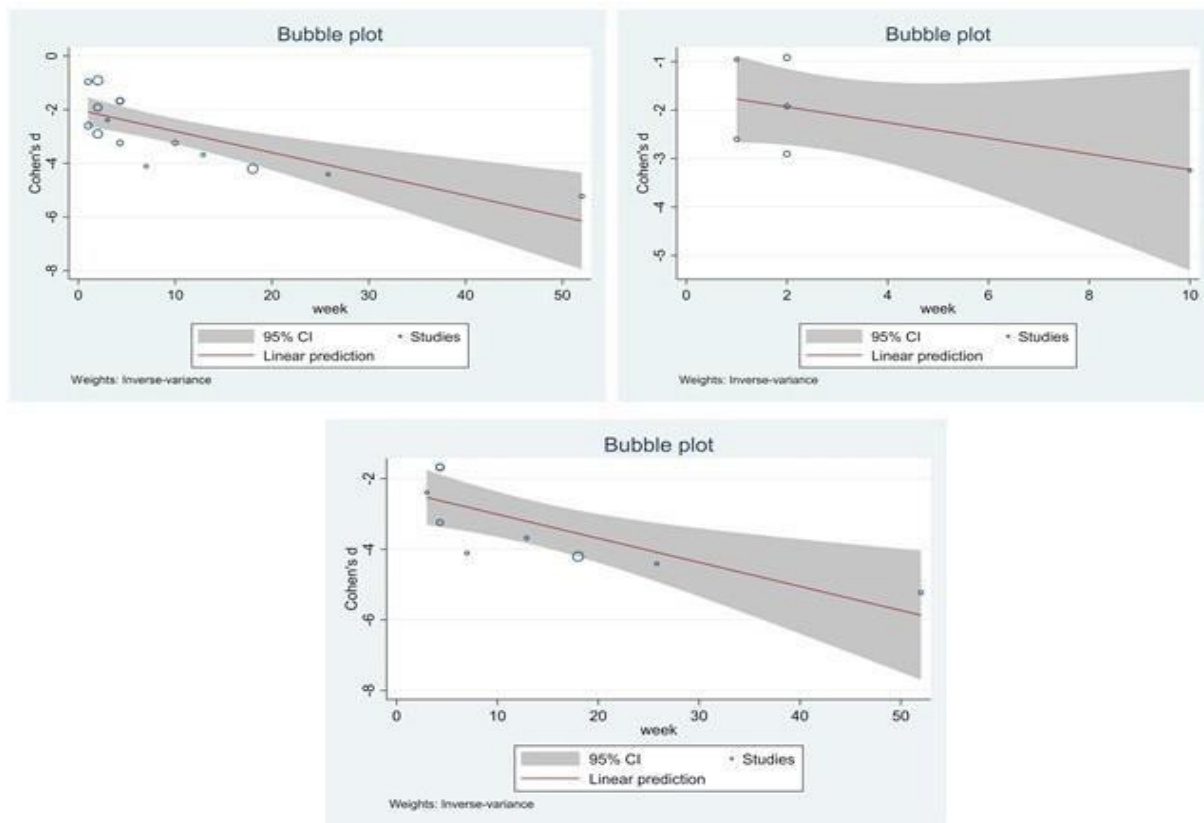 Bubble plot
0
-2
-4
-6
-8
Cohen's d
0 10 20 30 40 50
week
95% CI Studies
Linear prediction
Weights: Inverse-variance
Bubble plot
-1
-2
-3
-4
-5
Cohen's d
0 2 4 6 8 10
week
95% CI Studies
Linear prediction
Weights: Inverse-variance
Bubble plot
-2
-4
-6
-8
Cohen's d
0 10 20 30 40 50
week
95% CI Studies
Linear prediction
Weights: Inverse-variance